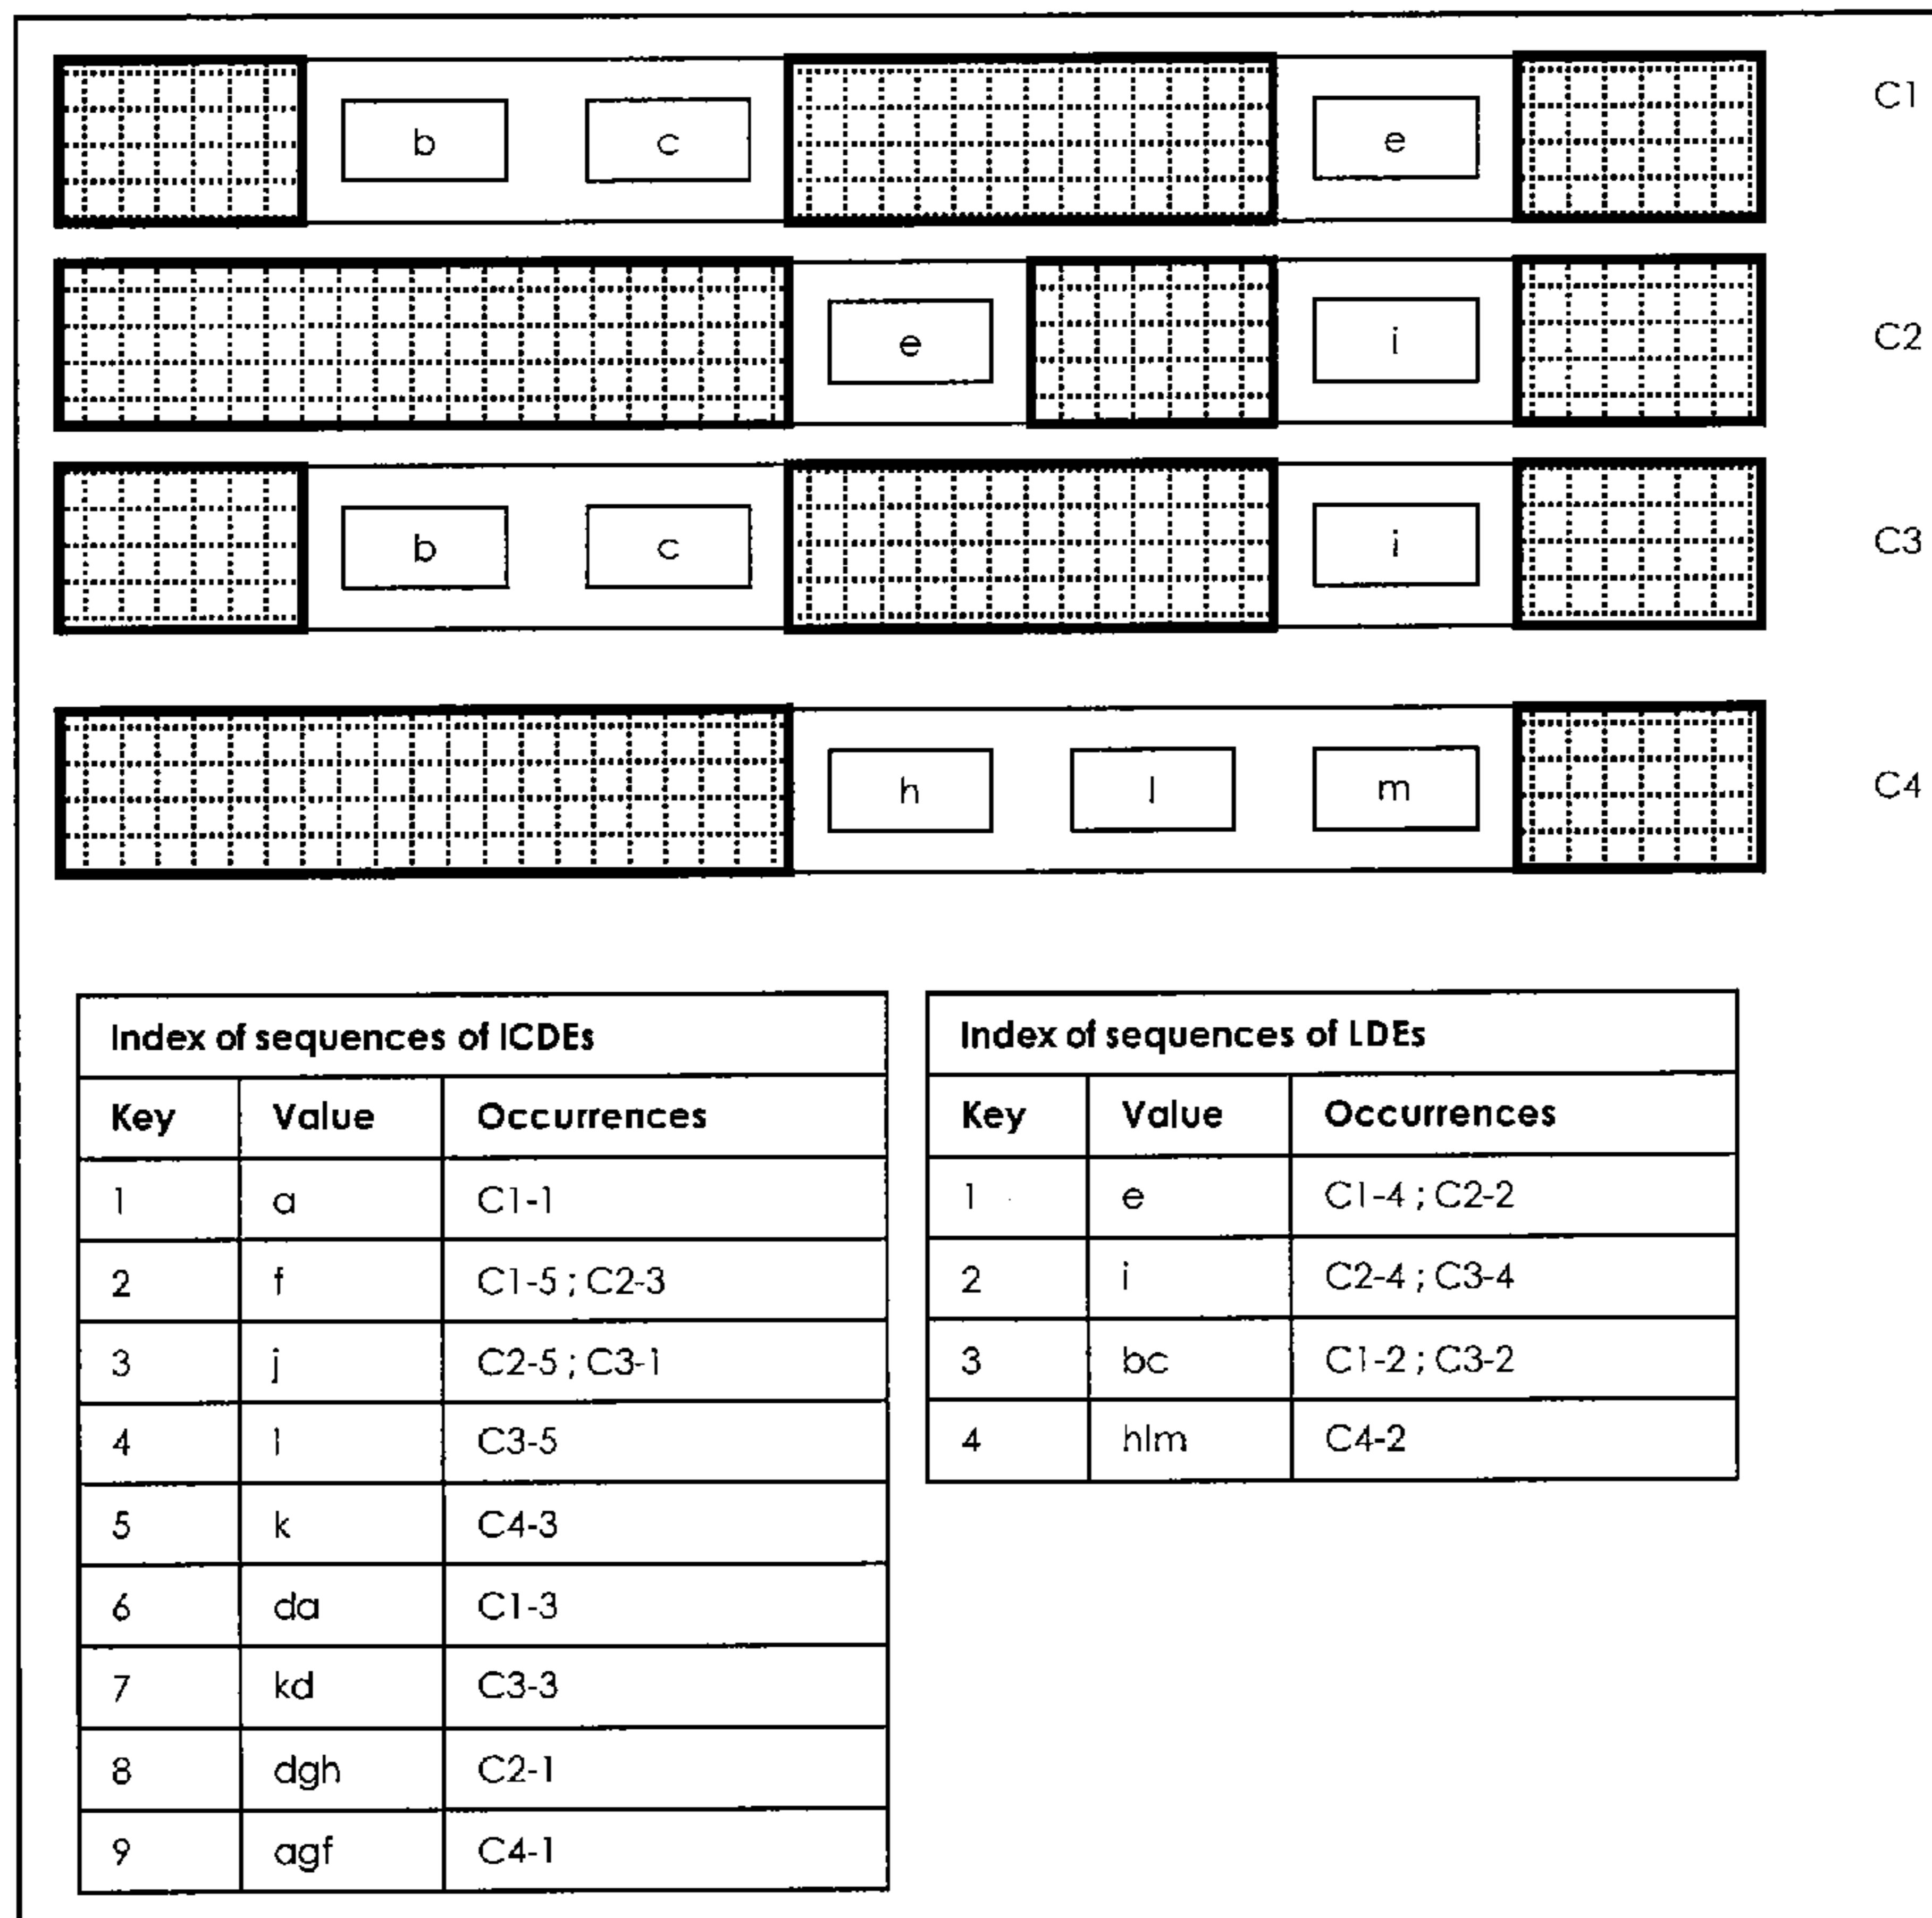 b c e C1
e i C2
b c i C3
h l m C4
Index of sequences of ICDEs
Key Value Occurrences
1 a C1-1
2 f C1-5 ; C2-3
3 j C2-5 ; C3-1
4 l C3-5
5 k C4-3
6 da C1-3
7 kd C3-3
8 dgh C2-1
9 agf C4-1
Index of sequences of LDEs
Key Value Occurrences
1 e C1-4 ; C2-2
2 i C2-4 ; C3-4
3 bc C1-2 ; C3-2
4 hlm C4-2